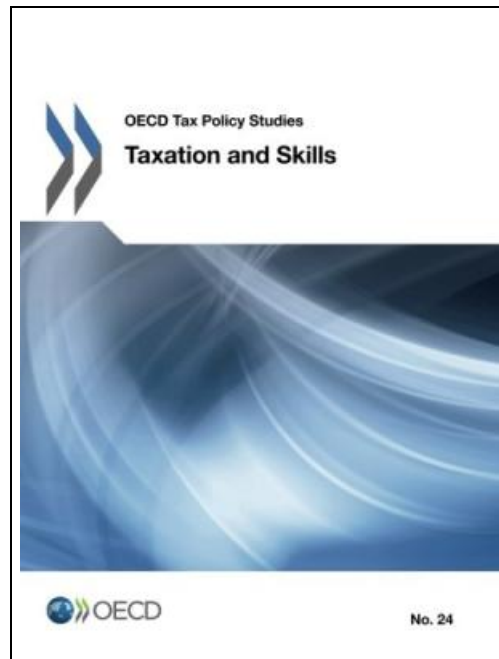 OECD Tax Policy Studies
Taxation and Skills
OECD
No. 24